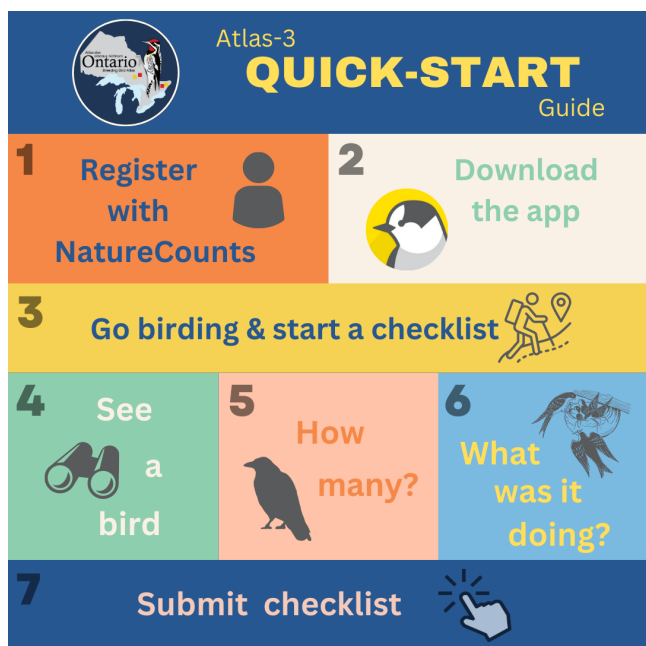 Atlas-3
Ontario
QUICK-START
Guide
1
Register
with
NatureCounts
2
Download
the app
3
Go birding & start a checklist
4
See
a
bird
5
How
many?
6
What
was it
doing?
7
Submit checklist